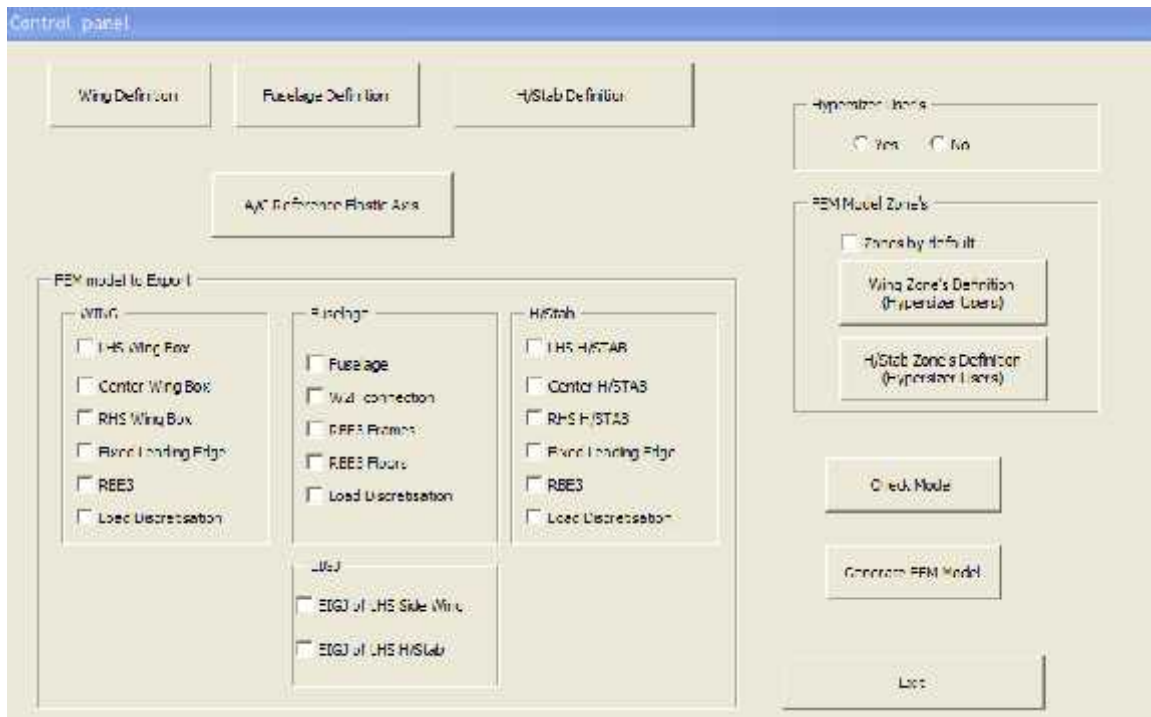 Control panel
Wing Definition
Fuselage Definition
H/Stab Definition
A/C Reference Elastic Axis
Hypersizer User's
Yes
No
FEM Model Zone's
Zones by default
Wing Zone's Definition
(Hypersizer Users)
H/Stab Zone's Definition
(Hypersizer Users)
FEM model to Export
WING
LHS Wing Box
Center Wing Box
RHS Wing Box
Fixed Leading Edge
RBE3
Load Discretisation
Fuselage
Fuselage
connection
RBE3 Frames
RBE3 Floors
Load Discretisation
H/Stab
LHS H/STAB
Center H/STAB
RHS H/STAB
Fixed Leading Edge
RBE3
Load Discretisation
EIGJ
EIGJ of LHS Side Wing
EIGJ of LHS H/Stab
Check Model
Generate FEM Model
Exit